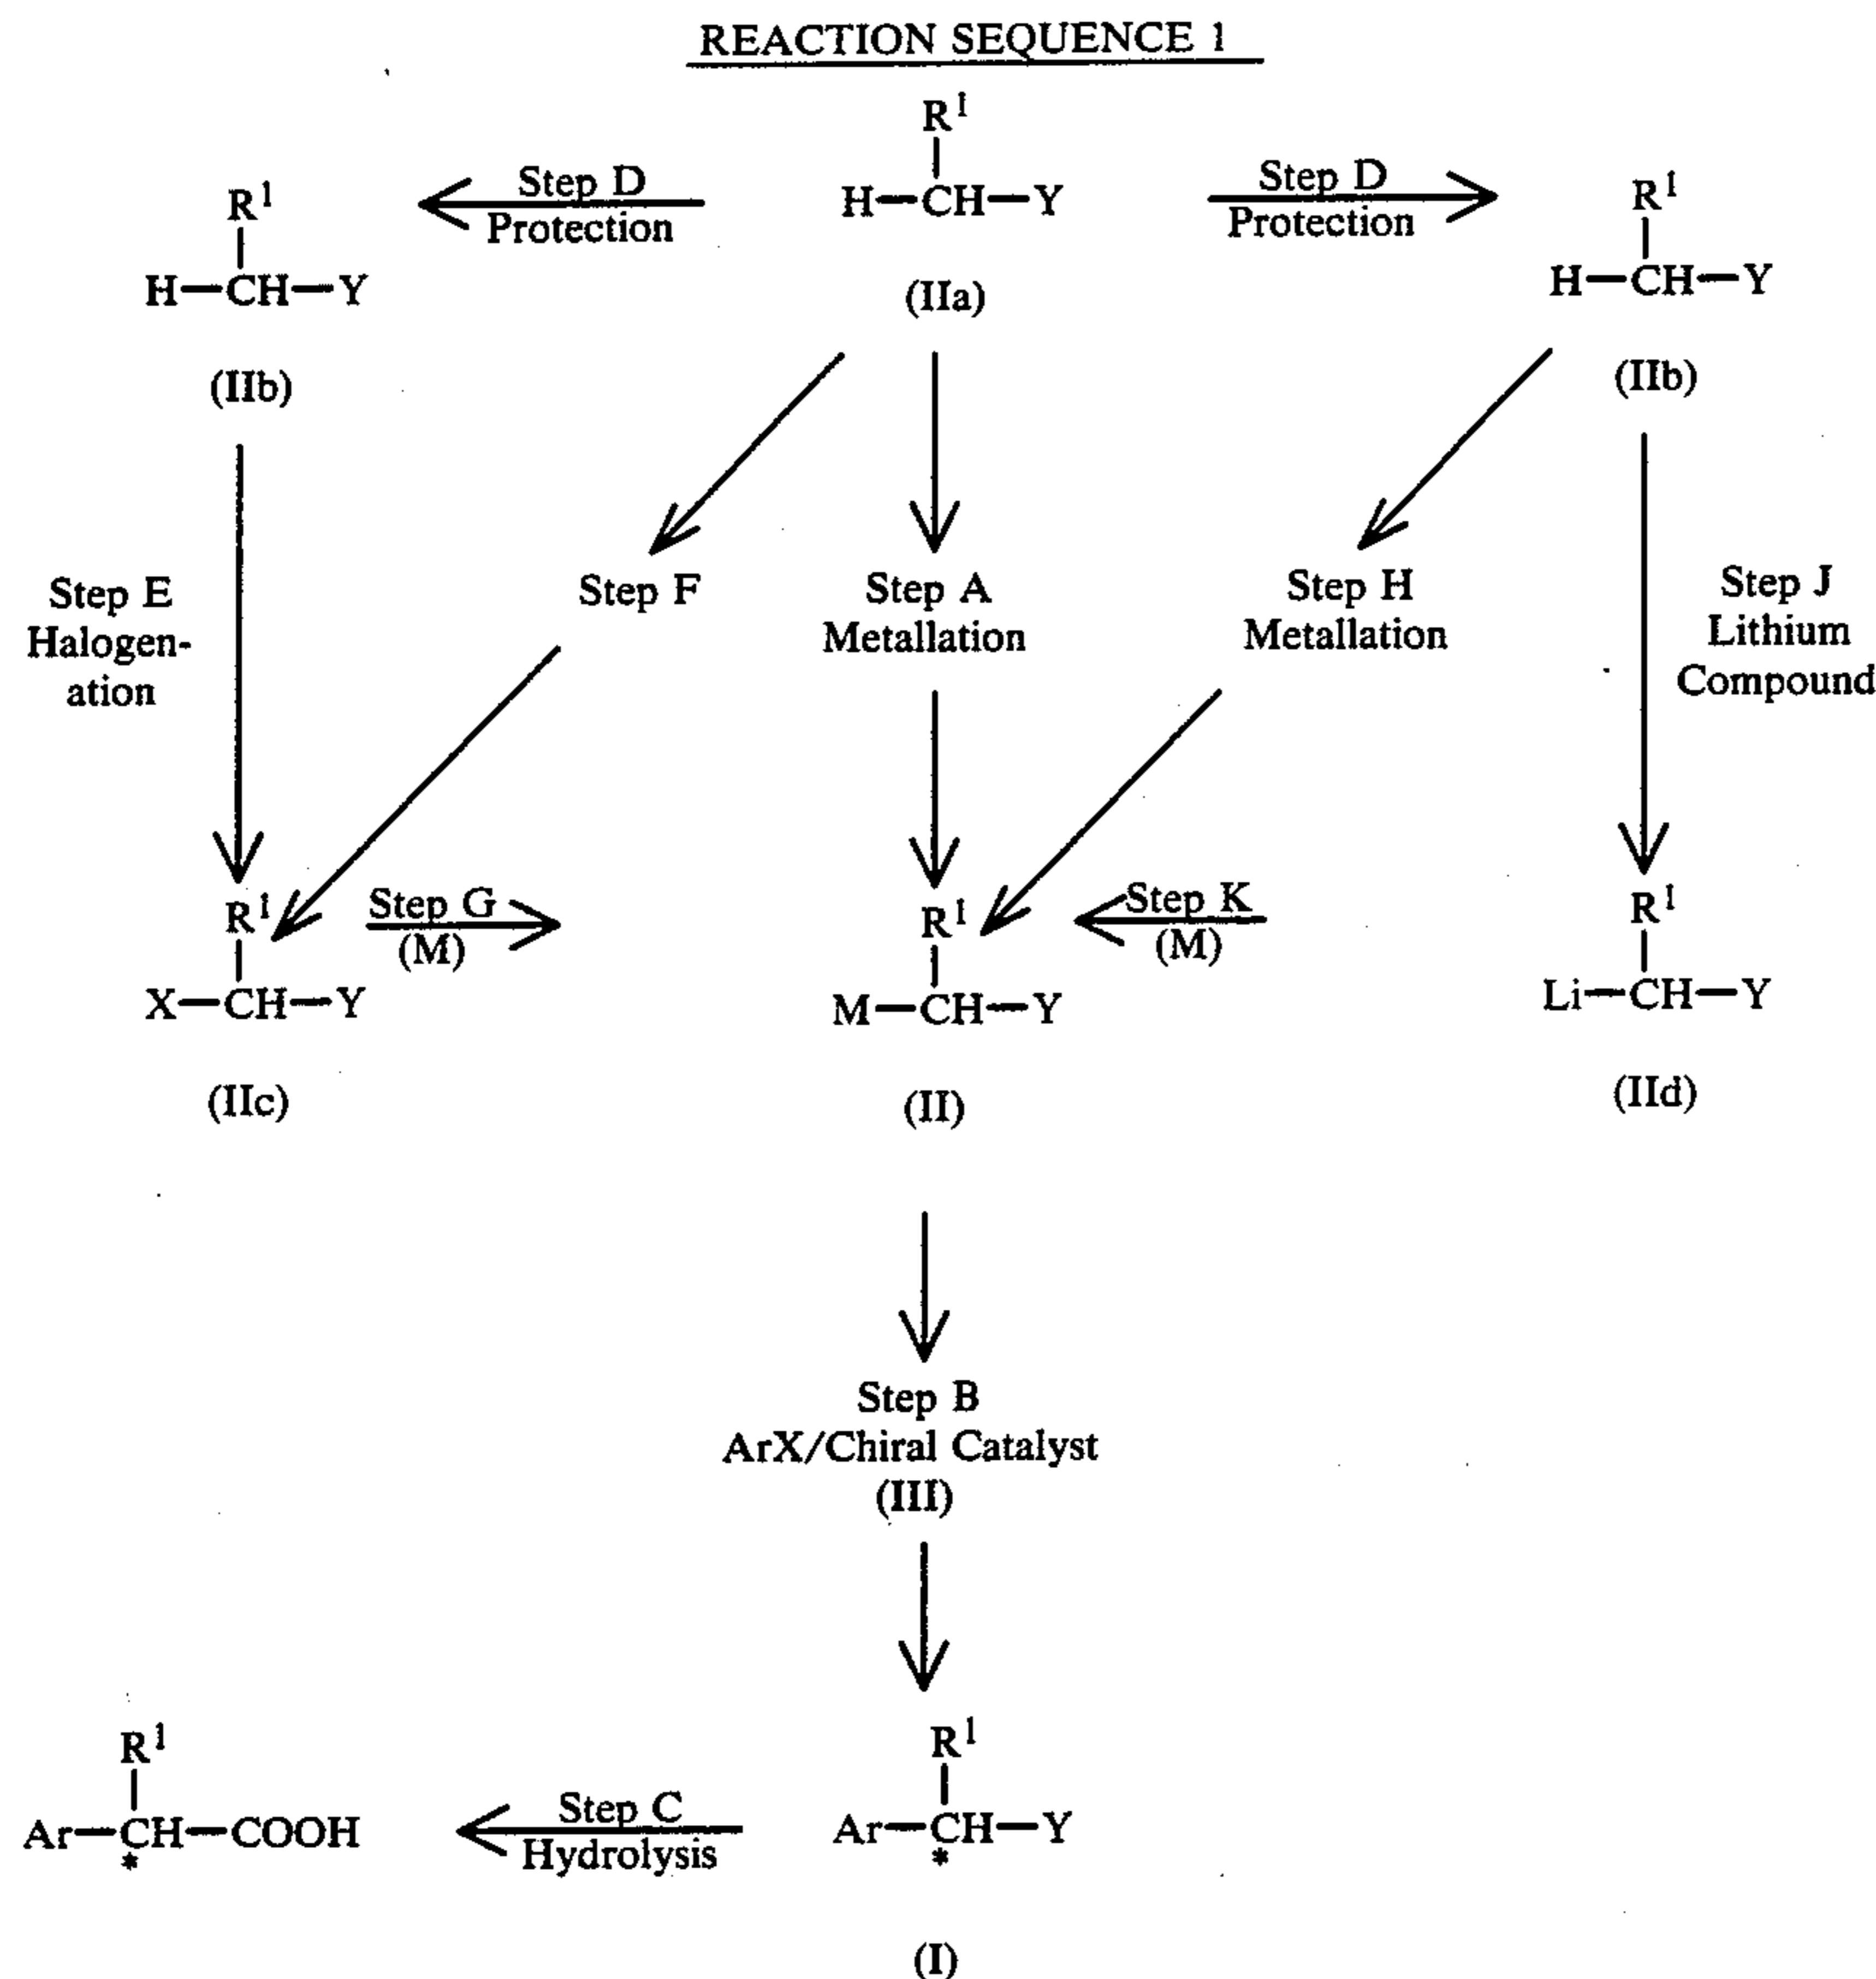 REACTION SEQUENCE 1
R1
H—CH—Y
(IIa)
Step D
Protection
R1
H—CH—Y
(IIb)
Step D
Protection
R1
H—CH—Y
(IIb)
Step E
Halogen-
ation
Step F
Step A
Metallation
Step H
Metallation
Step J
Lithium
Compound
R1
X—CH—Y
(IIc)
Step G
(M)
R1
M—CH—Y
(II)
Step K
(M)
R1
Li—CH—Y
(IId)
Step B
ArX/Chiral Catalyst
(III)
R1
Ar—CH—COOH
*
Step C
Hydrolysis
R1
Ar—CH—Y
*
(I)